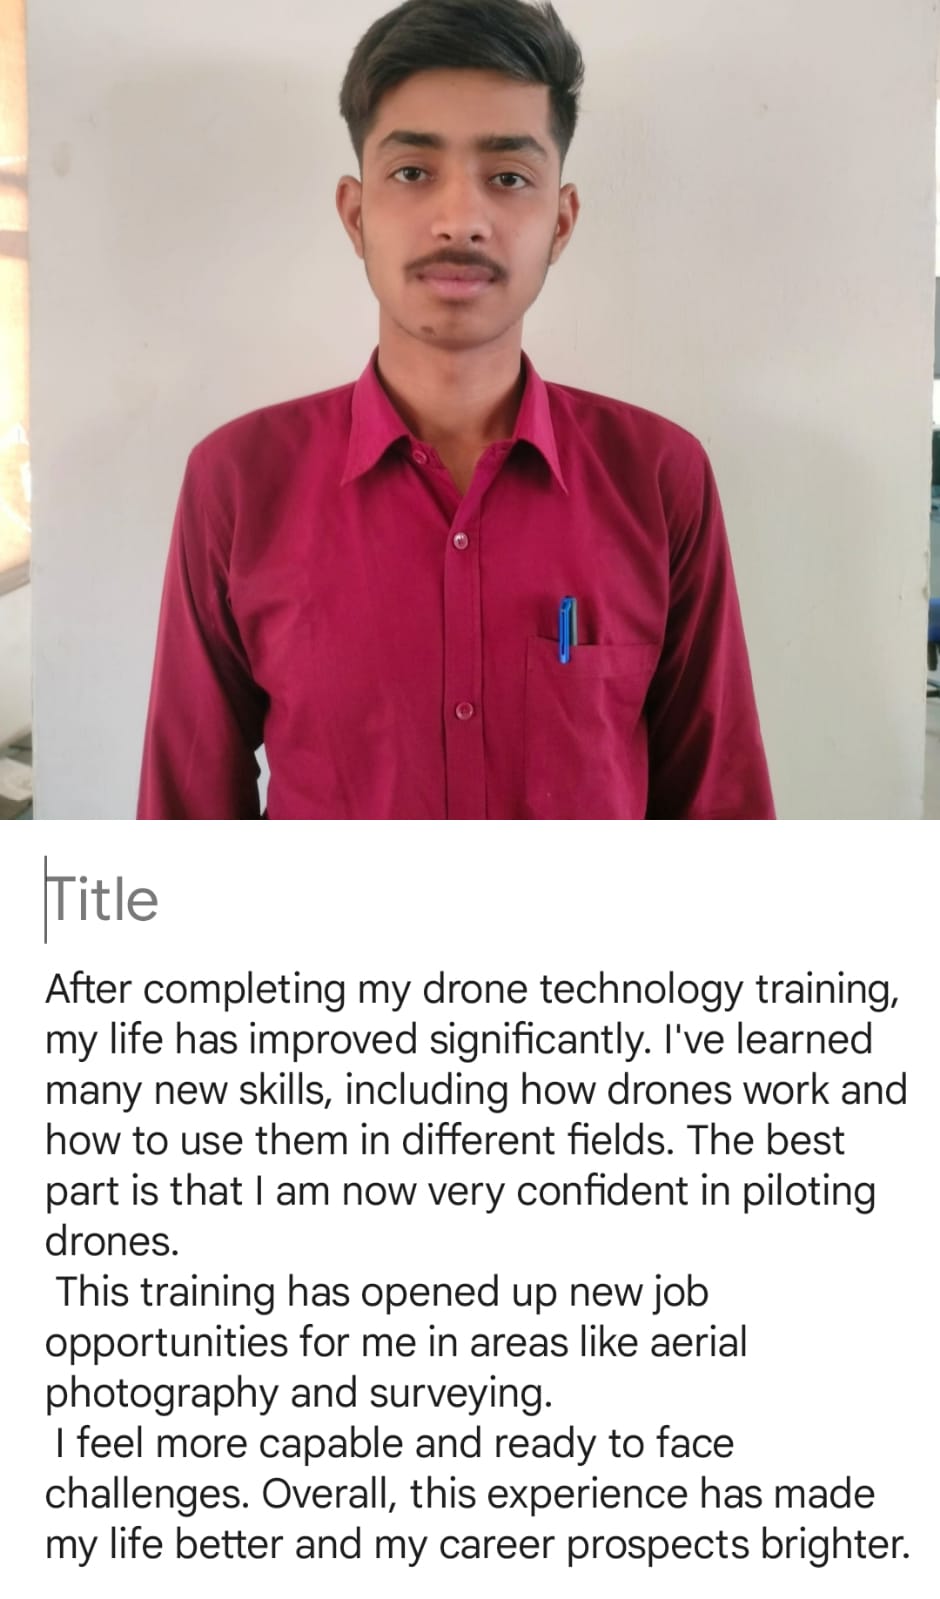 Title
After completing my drone technology training,
my life has improved significantly. I've learned
many new skills, including how drones work and
how to use them in different fields. The best
part is that I am now very confident in piloting
drones.
This training has opened up new job
opportunities for me in areas like aerial
photography and surveying.
I feel more capable and ready to face
challenges. Overall, this experience has made
my life better and my career prospects brighter.